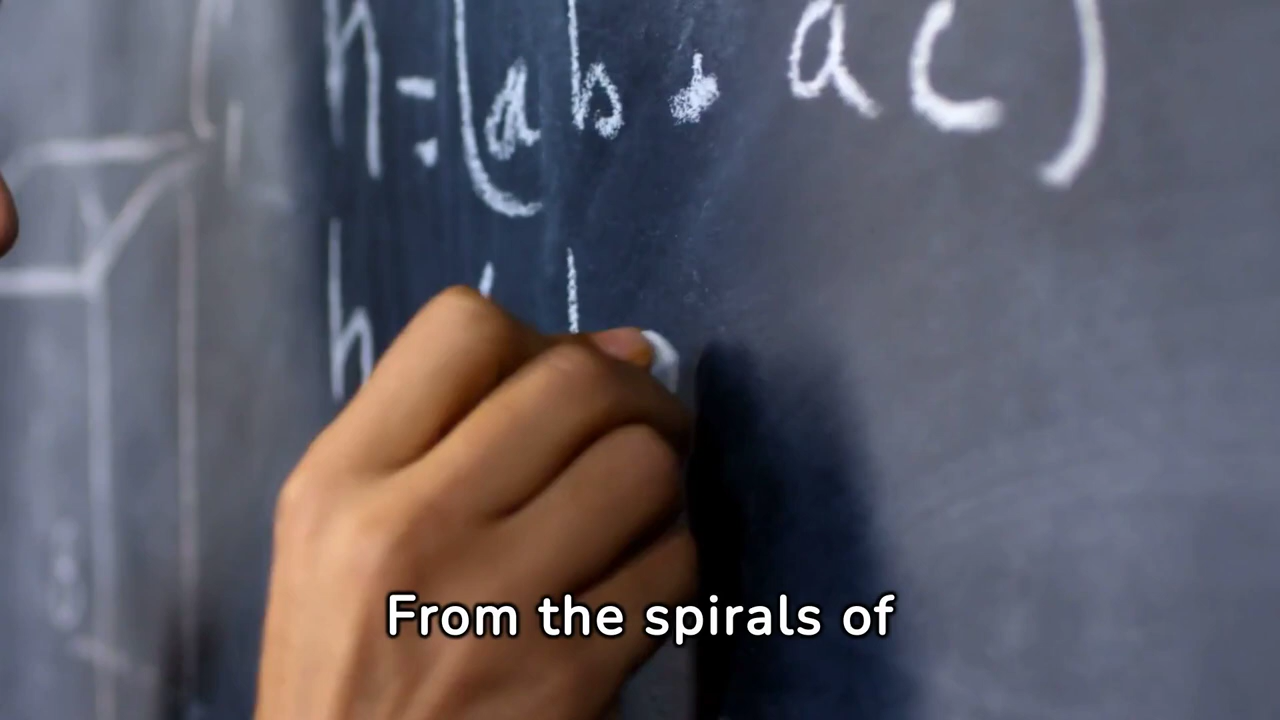 h=(ab, ac)
h
From the spirals of